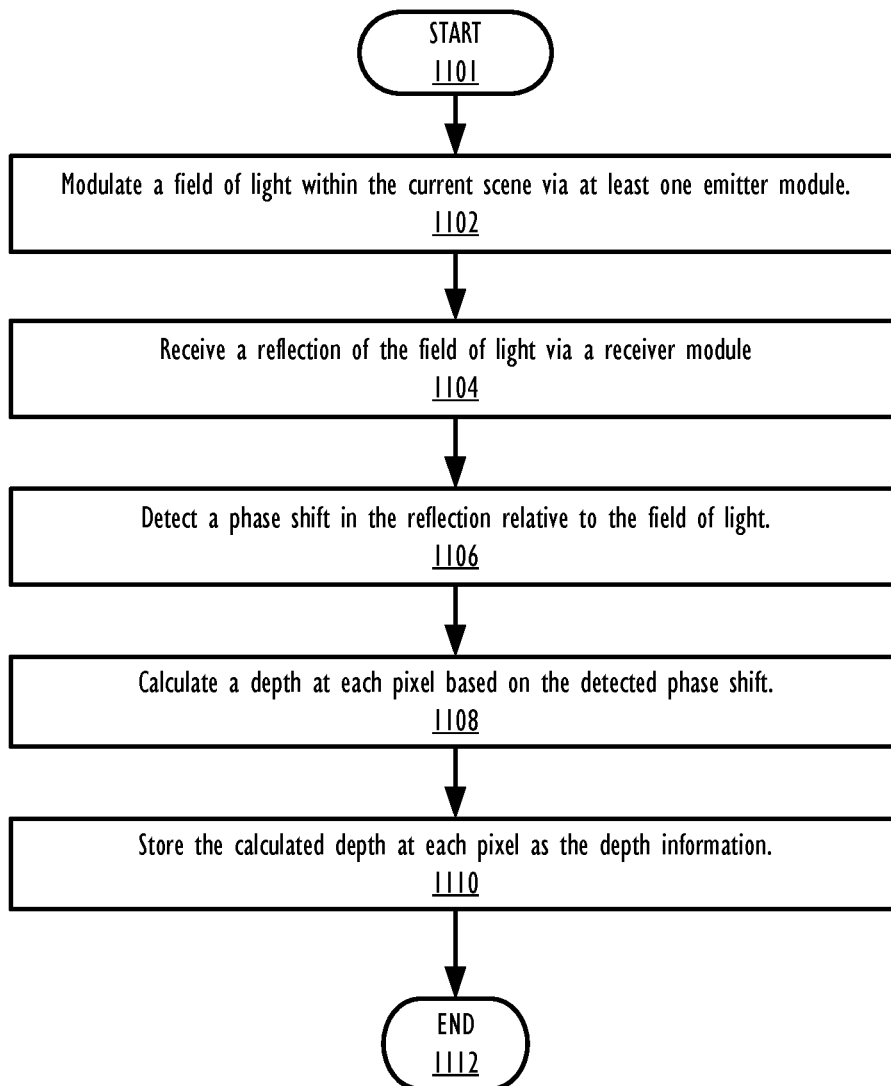 START
1101
Modulate a field of light within the current scene via at least one emitter module.
1102
Receive a reflection of the field of light via a receiver module
1104
Detect a phase shift in the reflection relative to the field of light.
1106
Calculate a depth at each pixel based on the detected phase shift.
1108
Store the calculated depth at each pixel as the depth information.
1110
END
1112